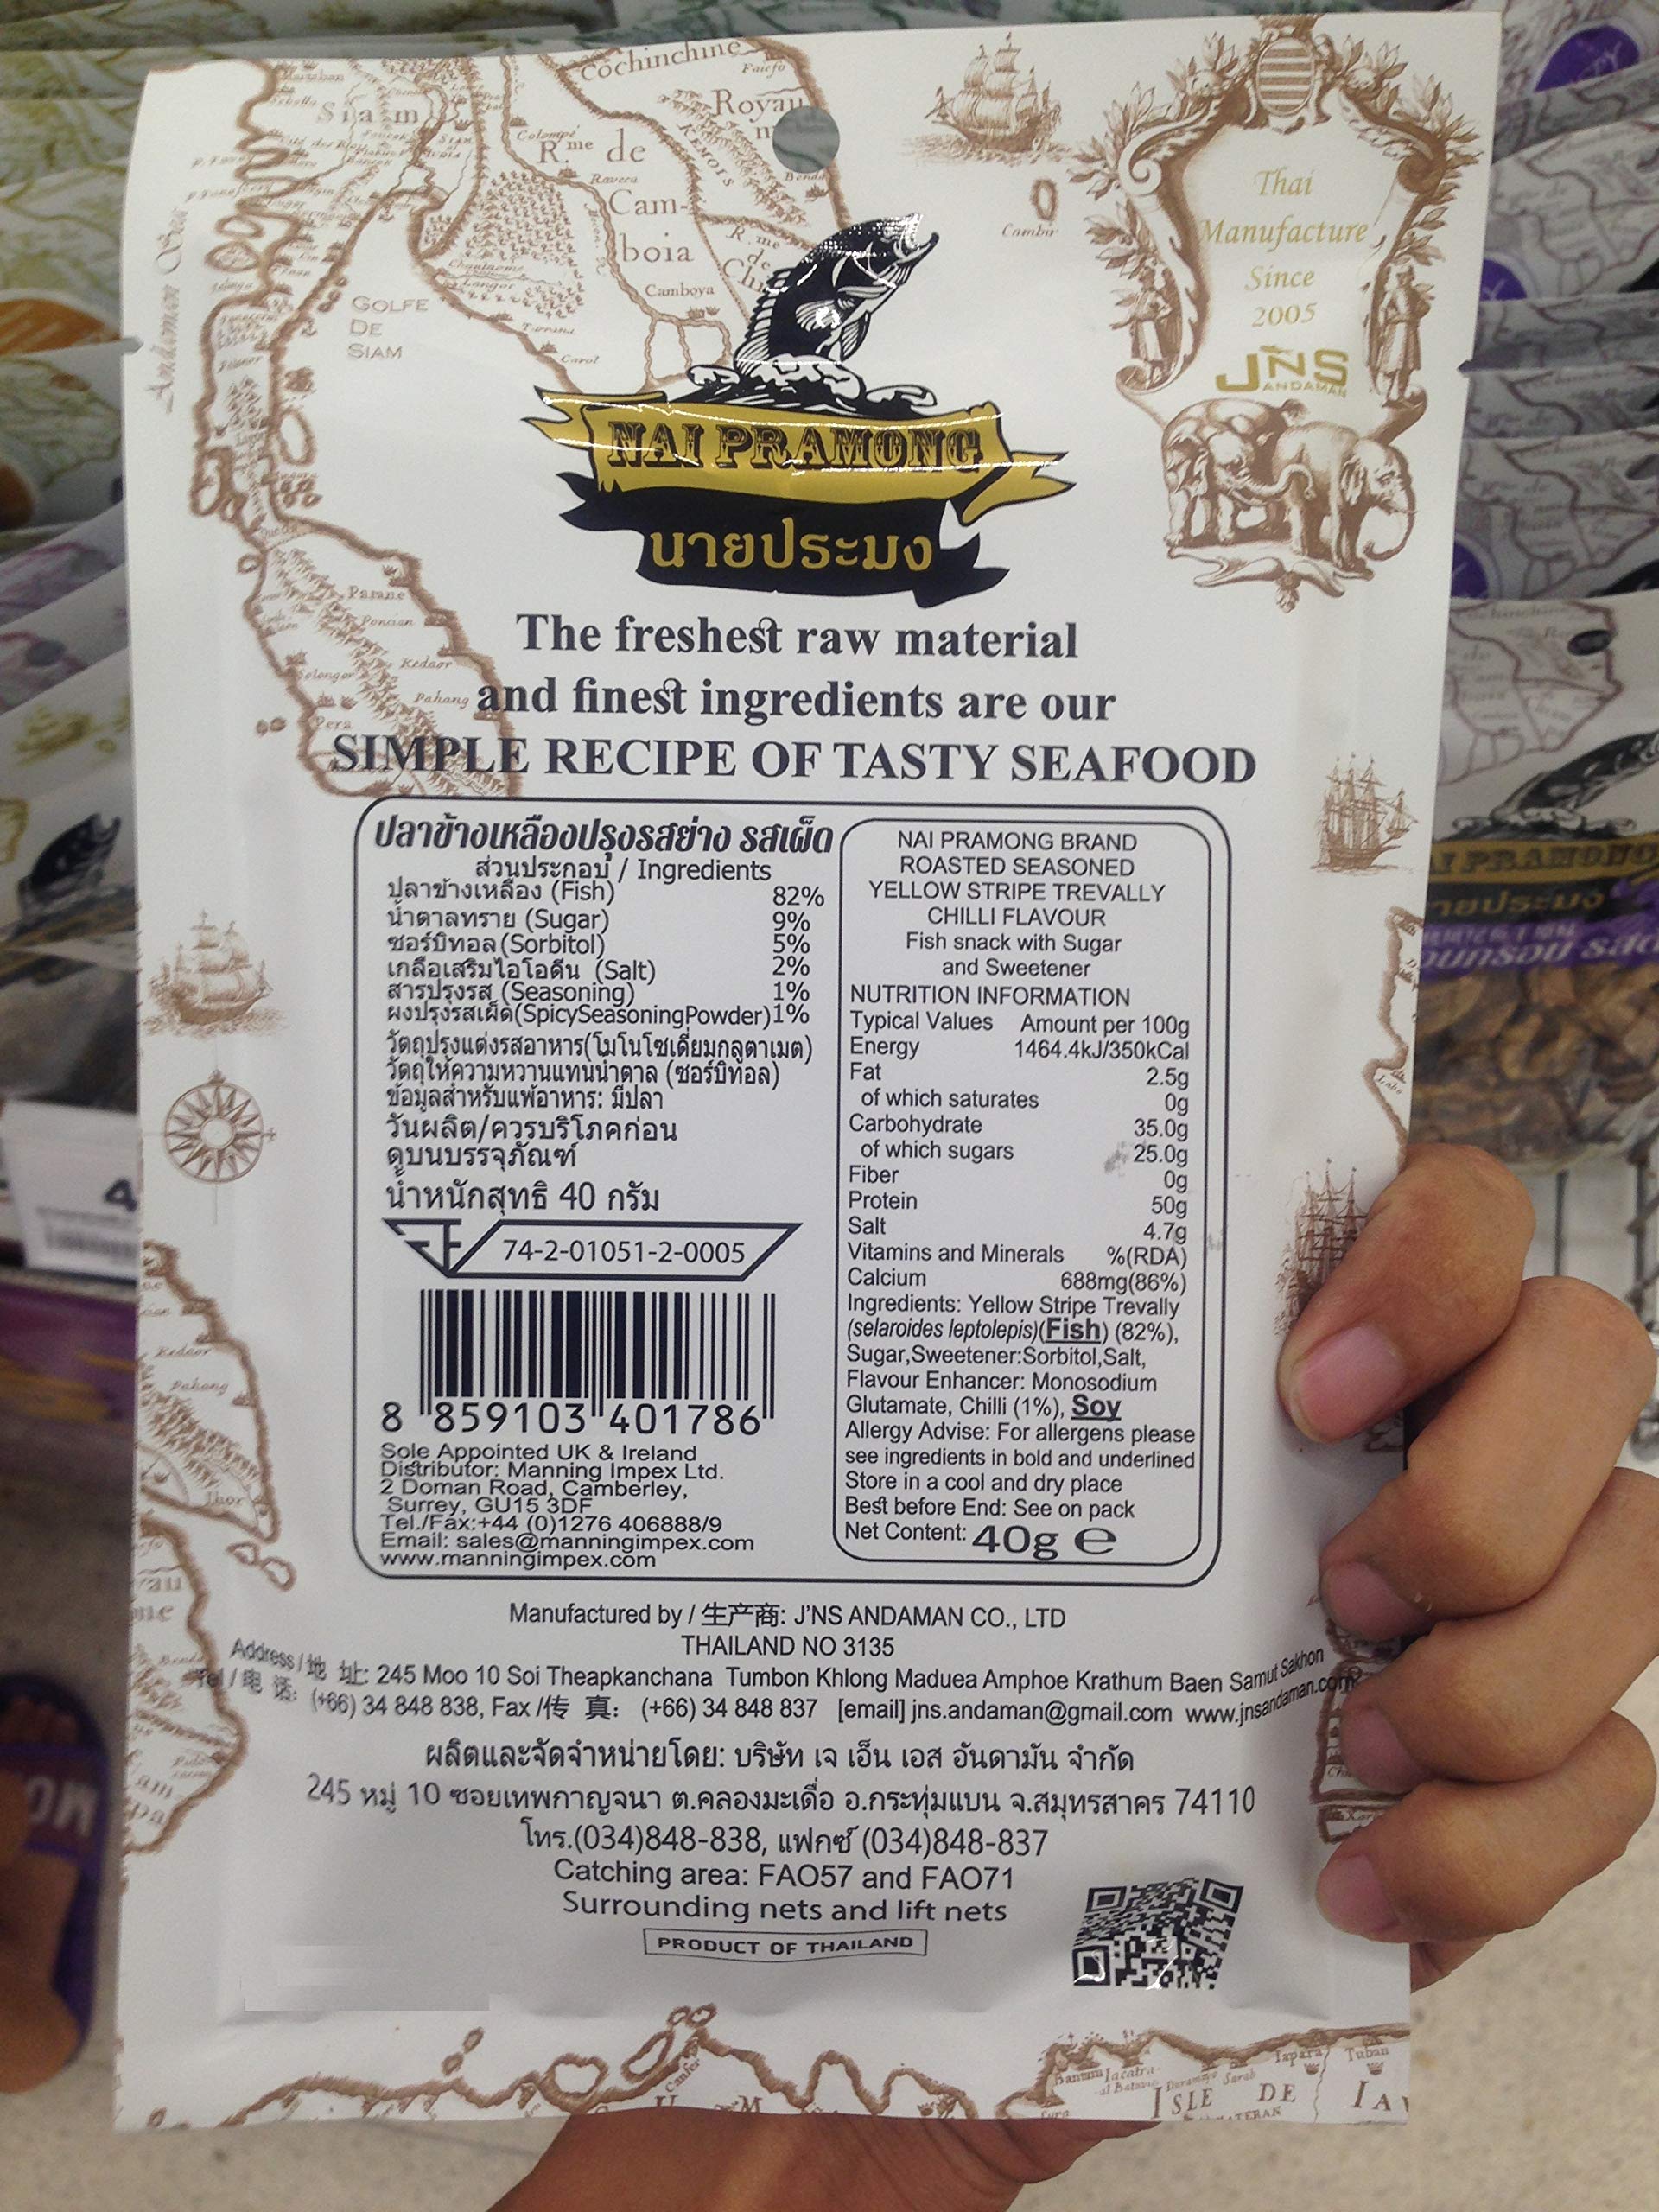 Cochinchine
Faiefo
Martaban
Siam
Royau
Colompé
R. me de
KEMOIS
Ravera
Cam-
boia
R. me
de
Camboya
Chantaome
Langor
Carol
Andaman Sea
GOLFE
DE
SIAM
Combir
Thai
Manufacture
Since
2005
JNS
ANDAMAN
NAI PRAMONG
นายประมง
Patane
Poncian
Kedaor
Pahang
Pera
The freshest raw material
and finest ingredients are our
SIMPLE RECIPE OF TASTY SEAFOOD
ปลาข้างเหลืองปรุงรสย่าง รสเผ็ด
ส่วนประกอบ / Ingredients
ปลาข้างเหลือง (Fish) 82%
น้ำตาลทราย (Sugar) 9%
ซอร์บิทอล (Sorbitol) 5%
เกลือเสริมไอโอดีน (Salt) 2%
สารปรุงรส (Seasoning) 1%
ผงปรุงรสเผ็ด(SpicySeasoningPowder)1%
วัตถุปรุงแต่งรสอาหาร(โมโนโซเดี่ยมกลูตาเมต)
วัตถุให้ความหวานแทนน้ำตาล (ซอร์บิทอล)
ข้อมูลสำหรับแพ้อาหาร: มีปลา
วันผลิต/ควรบริโภคก่อน
ดูบนบรรจุภัณฑ์
น้ำหนักสุทธิ 40 กรัม
74-2-01051-2-0005
8 859103 401786
Sole Appointed UK & Ireland
Distributor: Manning Impex Ltd.
2 Doman Road, Camberley,
Surrey, GU15 3DF
Tel./Fax:+44 (0)1276 406888/9
Email: sales@manningimpex.com
www.manningimpex.com
NAI PRAMONG BRAND
ROASTED SEASONED
YELLOW STRIPE TREVALLY
CHILLI FLAVOUR
Fish snack with Sugar
and Sweetener
NUTRITION INFORMATION
Typical Values Amount per 100g
Energy 1464.4kJ/350kCal
Fat 2.5g
of which saturates 0g
Carbohydrate 35.0g
of which sugars 25.0g
Fiber 0g
Protein 50g
Salt 4.7g
Vitamins and Minerals %(RDA)
Calcium 688mg(86%)
Ingredients: Yellow Stripe Trevally
(selaroides leptolepis)(Fish) (82%),
Sugar,Sweetener:Sorbitol,Salt,
Flavour Enhancer: Monosodium
Glutamate, Chilli (1%), Soy
Allergy Advise: For allergens please
see ingredients in bold and underlined
Store in a cool and dry place
Best before End: See on pack
Net Content: 40g e
Manufactured by / 生产商: J'NS ANDAMAN CO., LTD
THAILAND NO 3135
Address / 地 址: 245 Moo 10 Soi Theapkanchana Tumbon Khlong Maduea Amphoe Krathum Baen Samut Sakhon
Tel / 电 话: (+66) 34 848 838, Fax /传 真: (+66) 34 848 837 [email] jns.andaman@gmail.com www.jnsandaman.com
ผลิตและจัดจำหน่ายโดย: บริษัท เจ เอ็น เอส อันดามัน จำกัด
245 หมู่ 10 ซอยเทพกาญจนา ต.คลองมะเดื่อ อ.กระทุ่มแบน จ.สมุทรสาคร 74110
โทร.(034)848-838, แฟกซ์ (034)848-837
Catching area: FAO57 and FAO71
Surrounding nets and lift nets
PRODUCT OF THAILAND
Kedaor
Pahang
Ihor
Tapara
Tuban
ISLE DE IA